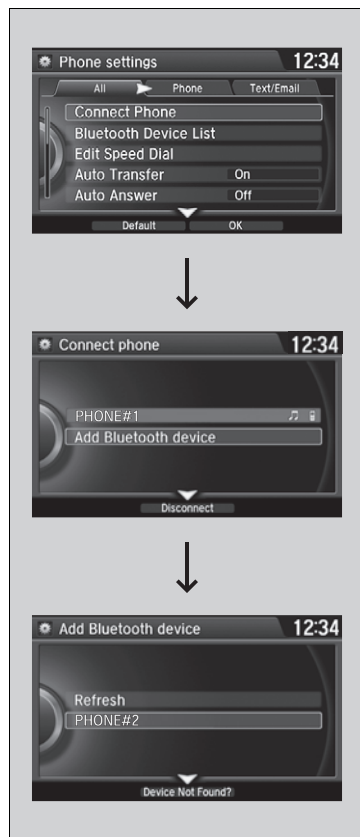 Phone settings 12:34
All Phone Text/Email
Connect Phone
Bluetooth Device List
Edit Speed Dial
Auto Transfer On
Auto Answer Off
Default OK
Connect phone 12:34
PHONE#1
Add Bluetooth device
Disconnect
Add Bluetooth device 12:34
Refresh
PHONE#2
Device Not Found?